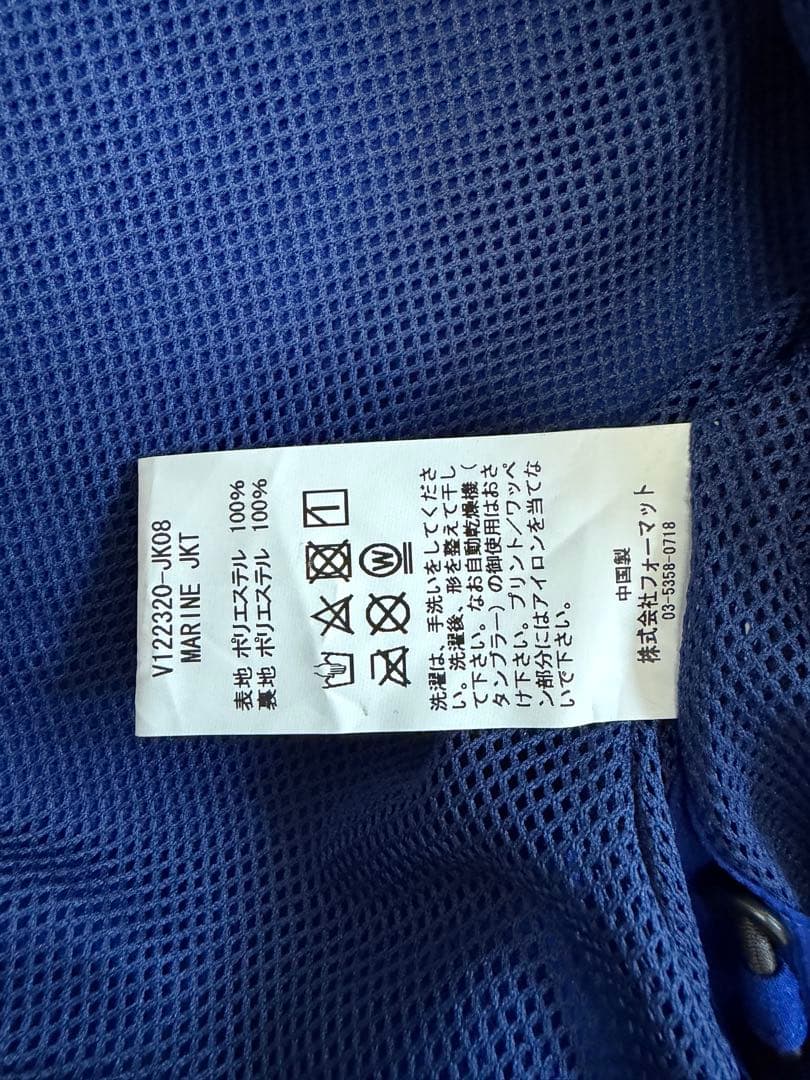 V122320-JK08
MARINE JKT
表地 ポリエステル 100%
裏地 ポリエステル 100%
W
洗濯は、手洗いをしてくださ
い。洗濯後、形を整えて干し
て下さい。なお自動乾燥機(
タンブラー)の御使用はおさ
け下さい。プリント/ワッペ
ン部分にはアイロンを当てな
いで下さい。
中国製
株式会社フォーマット
03-5358-0718